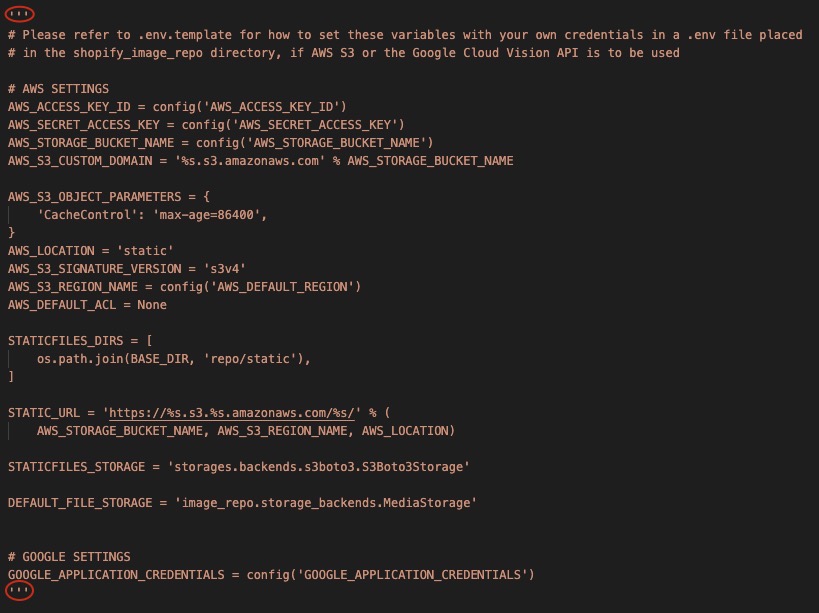 '''
# Please refer to .env.template for how to set these variables with your own credentials in a .env file placed
# in the shopify_image_repo directory, if AWS S3 or the Google Cloud Vision API is to be used
# AWS SETTINGS
AWS_ACCESS_KEY_ID = config('AWS_ACCESS_KEY_ID')
AWS_SECRET_ACCESS_KEY = config('AWS_SECRET_ACCESS_KEY')
AWS_STORAGE_BUCKET_NAME = config('AWS_STORAGE_BUCKET_NAME')
AWS_S3_CUSTOM_DOMAIN = '%s.s3.amazonaws.com' % AWS_STORAGE_BUCKET_NAME
AWS_S3_OBJECT_PARAMETERS = {
    'CacheControl': 'max-age=86400',
}
AWS_LOCATION = 'static'
AWS_S3_SIGNATURE_VERSION = 's3v4'
AWS_S3_REGION_NAME = config('AWS_DEFAULT_REGION')
AWS_DEFAULT_ACL = None
STATICFILES_DIRS = [
    os.path.join(BASE_DIR, 'repo/static'),
]
STATIC_URL = 'https://%s.s3.%s.amazonaws.com/%s/' % (
    AWS_STORAGE_BUCKET_NAME, AWS_S3_REGION_NAME, AWS_LOCATION)
STATICFILES_STORAGE = 'storages.backends.s3boto3.S3Boto3Storage'
DEFAULT_FILE_STORAGE = 'image_repo.storage_backends.MediaStorage'
# GOOGLE SETTINGS
GOOGLE_APPLICATION_CREDENTIALS = config('GOOGLE_APPLICATION_CREDENTIALS')
'''